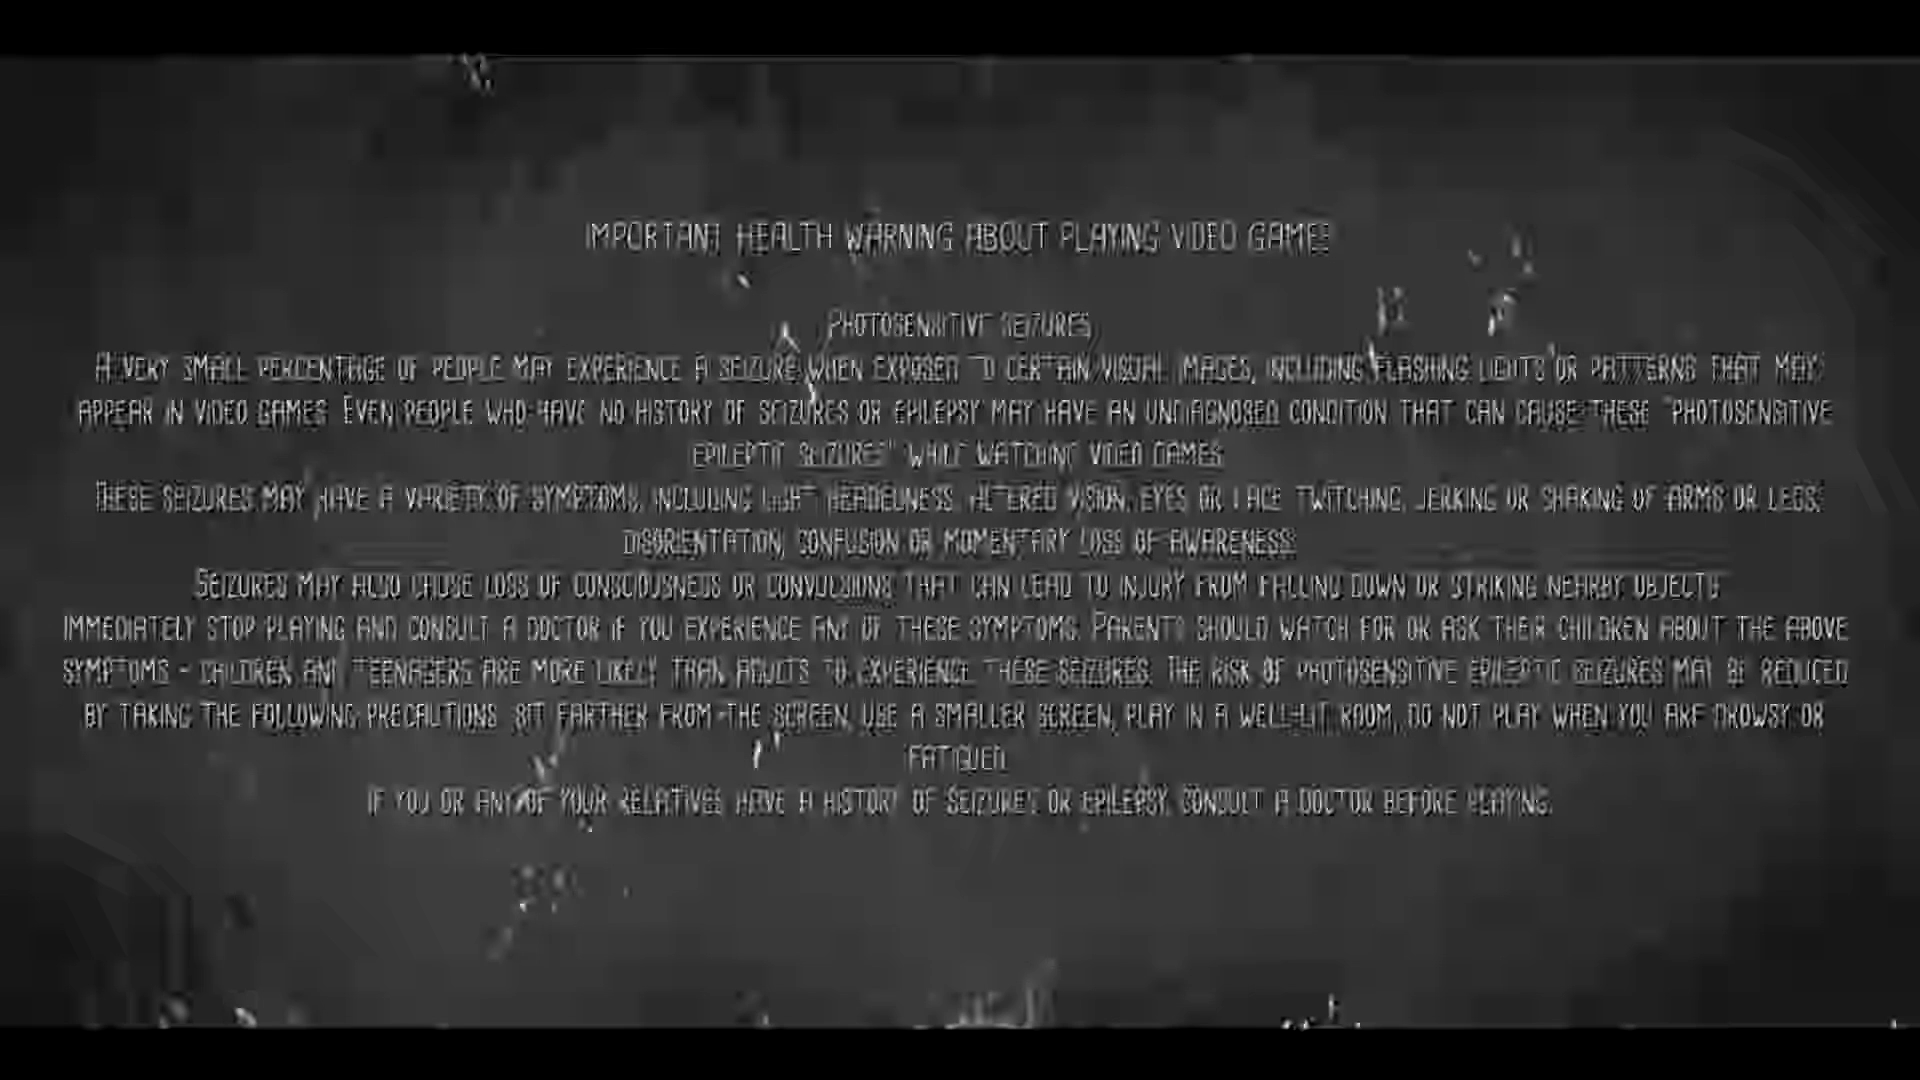 IMPORTANT HEALTH WARNING ABOUT PLAYING VIDEO GAMES
PHOTOSENSITIVE SEIZURES
A VERY SMALL PERCENTAGE OF PEOPLE MAY EXPERIENCE A SEIZURE WHEN EXPOSED TO CERTAIN VISUAL IMAGES, INCLUDING FLASHING LIGHTS OR PATTERNS THAT MAY
APPEAR IN VIDEO GAMES. EVEN PEOPLE WHO HAVE NO HISTORY OF SEIZURES OR EPILEPSY MAY HAVE AN UNDIAGNOSED CONDITION THAT CAN CAUSE THESE "PHOTOSENSITIVE
EPILEPTIC SEIZURES" WHILE WATCHING VIDEO GAMES.
THESE SEIZURES MAY HAVE A VARIETY OF SYMPTOMS, INCLUDING LIGHT-HEADEDNESS, ALTERED VISION, EYES OR FACE TWITCHING, JERKING OR SHAKING OF ARMS OR LEGS,
DISORIENTATION, CONFUSION OR MOMENTARY LOSS OF AWARENESS.
SEIZURES MAY ALSO CAUSE LOSS OF CONSCIOUSNESS OR CONVULSIONS THAT CAN LEAD TO INJURY FROM FALLING DOWN OR STRIKING NEARBY OBJECTS.
IMMEDIATELY STOP PLAYING AND CONSULT A DOCTOR IF YOU EXPERIENCE ANY OF THESE SYMPTOMS. PARENTS SHOULD WATCH FOR OR ASK THEIR CHILDREN ABOUT THE ABOVE
SYMPTOMS - CHILDREN AND TEENAGERS ARE MORE LIKELY THAN ADULTS TO EXPERIENCE THESE SEIZURES. THE RISK OF PHOTOSENSITIVE EPILEPTIC SEIZURES MAY BE REDUCED
BY TAKING THE FOLLOWING PRECAUTIONS: SIT FARTHER FROM THE SCREEN, USE A SMALLER SCREEN, PLAY IN A WELL-LIT ROOM, DO NOT PLAY WHEN YOU ARE DROWSY OR
FATIGUED.
IF YOU OR ANY OF YOUR RELATIVES HAVE A HISTORY OF SEIZURES OR EPILEPSY, CONSULT A DOCTOR BEFORE PLAYING.